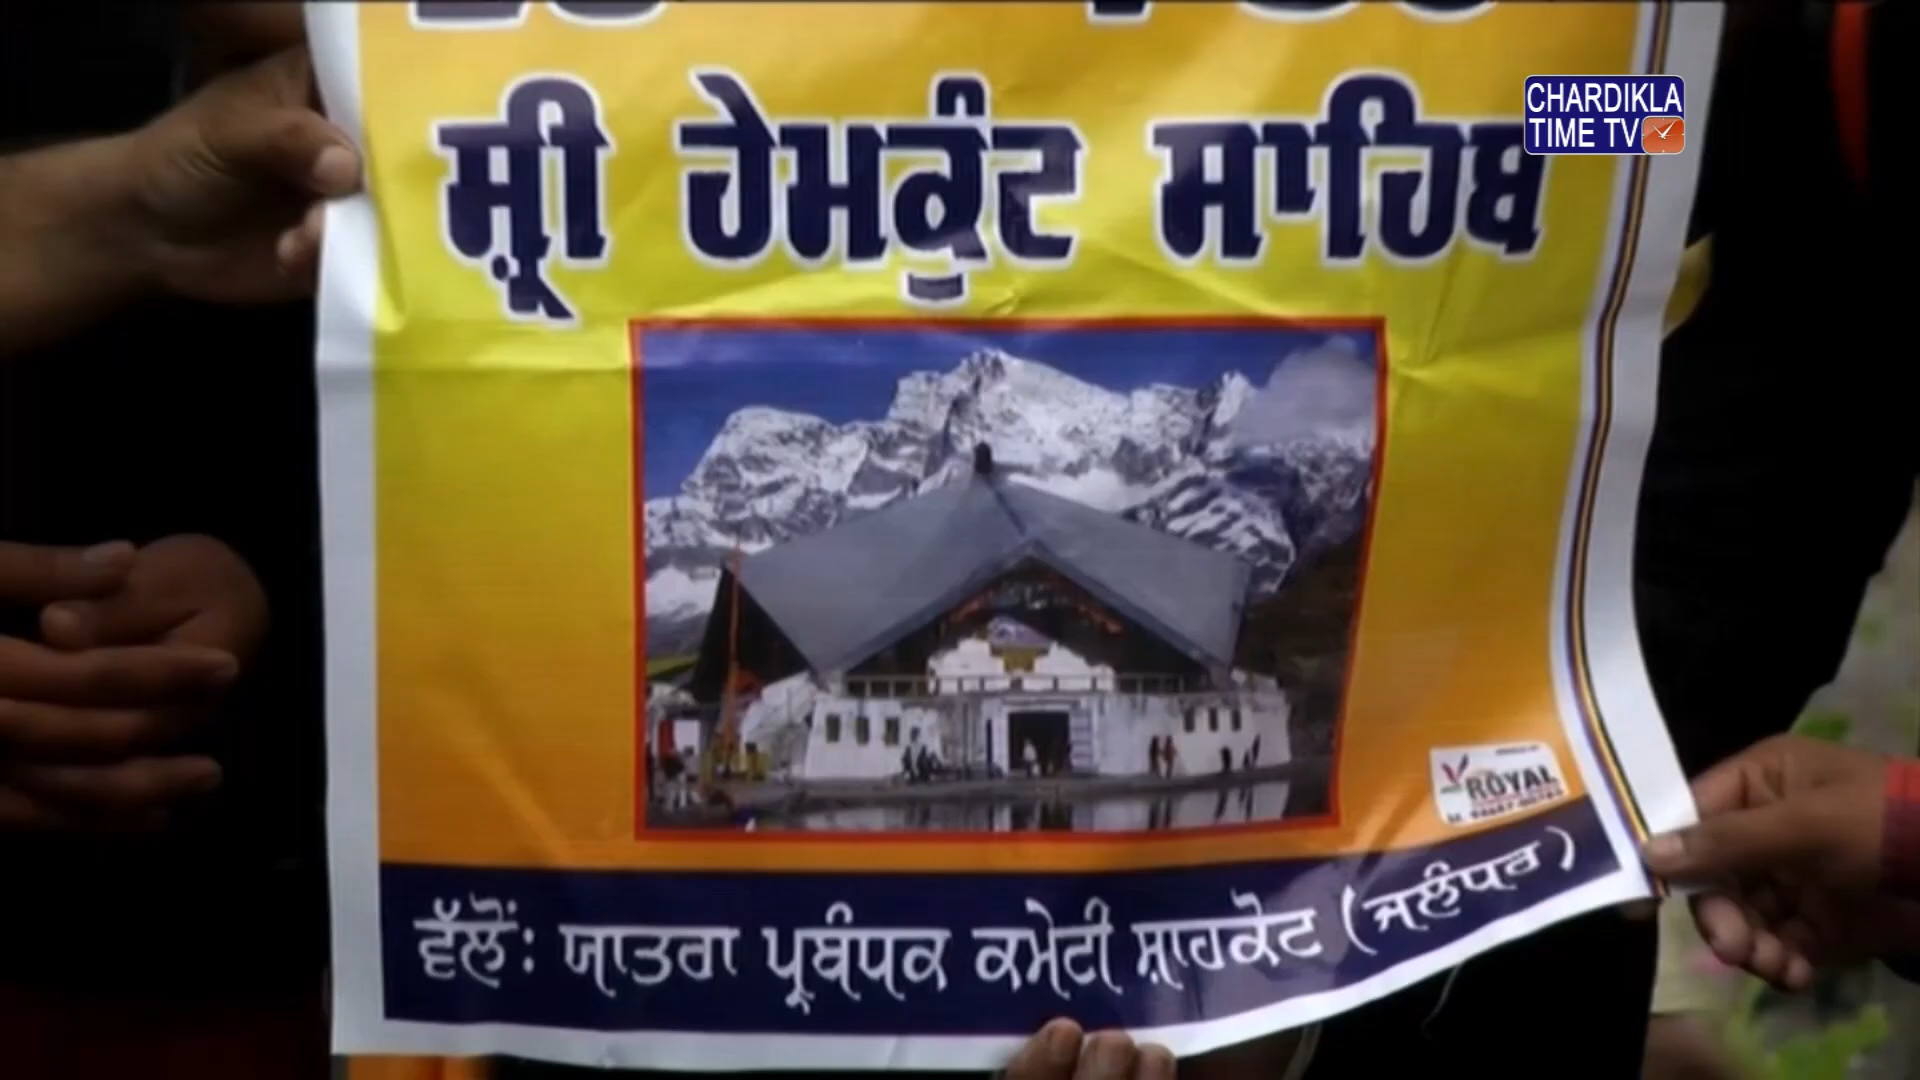 ਸ਼੍ਰੀ ਹੇਮਕੁੰਟ ਸਾਹਿਬ
CHARDIKLA
TIME TV
ROYAL
ਵੱਲੋਂ: ਯਾਤਰਾ ਪ੍ਰਬੰਧਕ ਕਮੇਟੀ ਸ਼ਾਹਕੋਟ (ਜਲੰਧਰ)